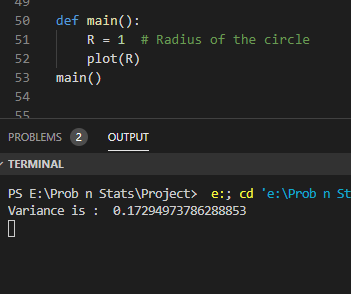 49
50 def main():
51 R = 1 # Radius of the circle
52 plot(R)
53 main()
54
55
PROBLEMS 2 OUTPUT
TERMINAL
PS E:\Prob n Stats\Project> e:; cd 'e:\Prob n St
Variance is : 0.17294973786288853